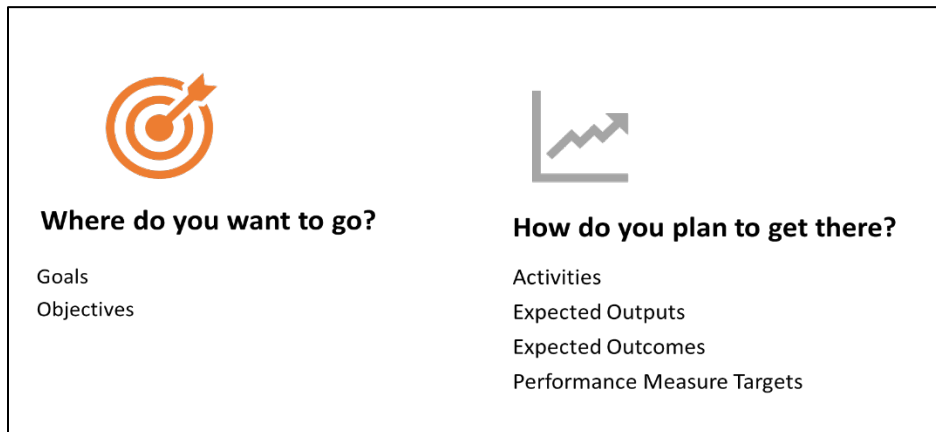 Where do you want to go?
Goals
Objectives
How do you plan to get there?
Activities
Expected Outputs
Expected Outcomes
Performance Measure Targets